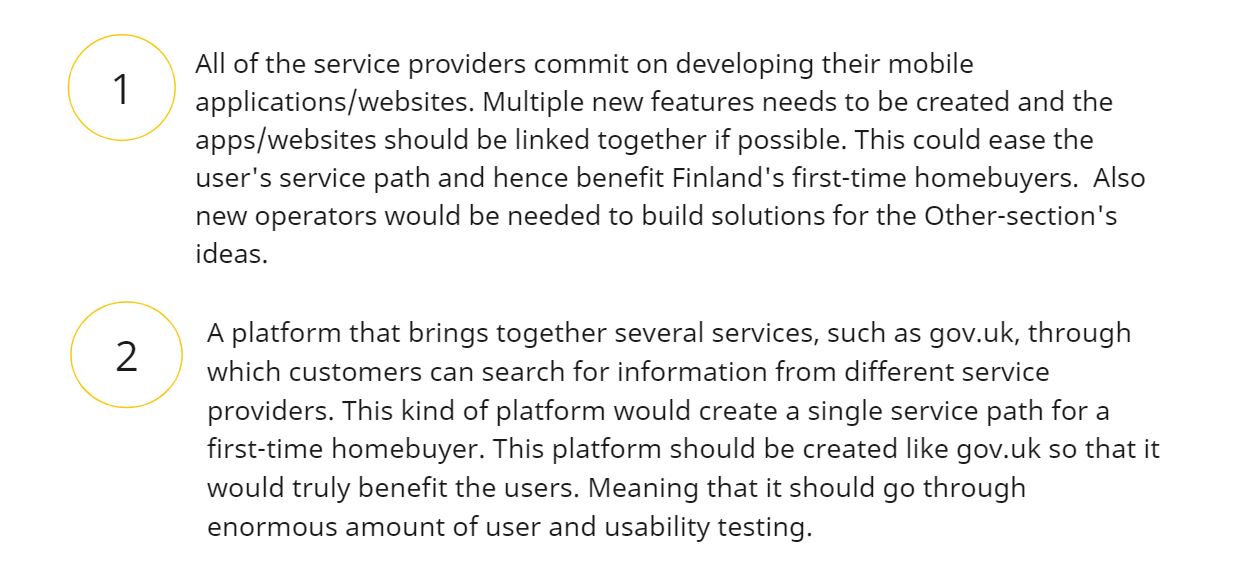 1
All of the service providers commit on developing their mobile
applications/websites. Multiple new features needs to be created and the
apps/websites should be linked together if possible. This could ease the
user's service path and hence benefit Finland's first-time homebuyers.  Also
new operators would be needed to build solutions for the Other-section's
ideas.
2
A platform that brings together several services, such as gov.uk, through
which customers can search for information from different service
providers. This kind of platform would create a single service path for a
first-time homebuyer. This platform should be created like gov.uk so that it
would truly benefit the users. Meaning that it should go through
enormous amount of user and usability testing.